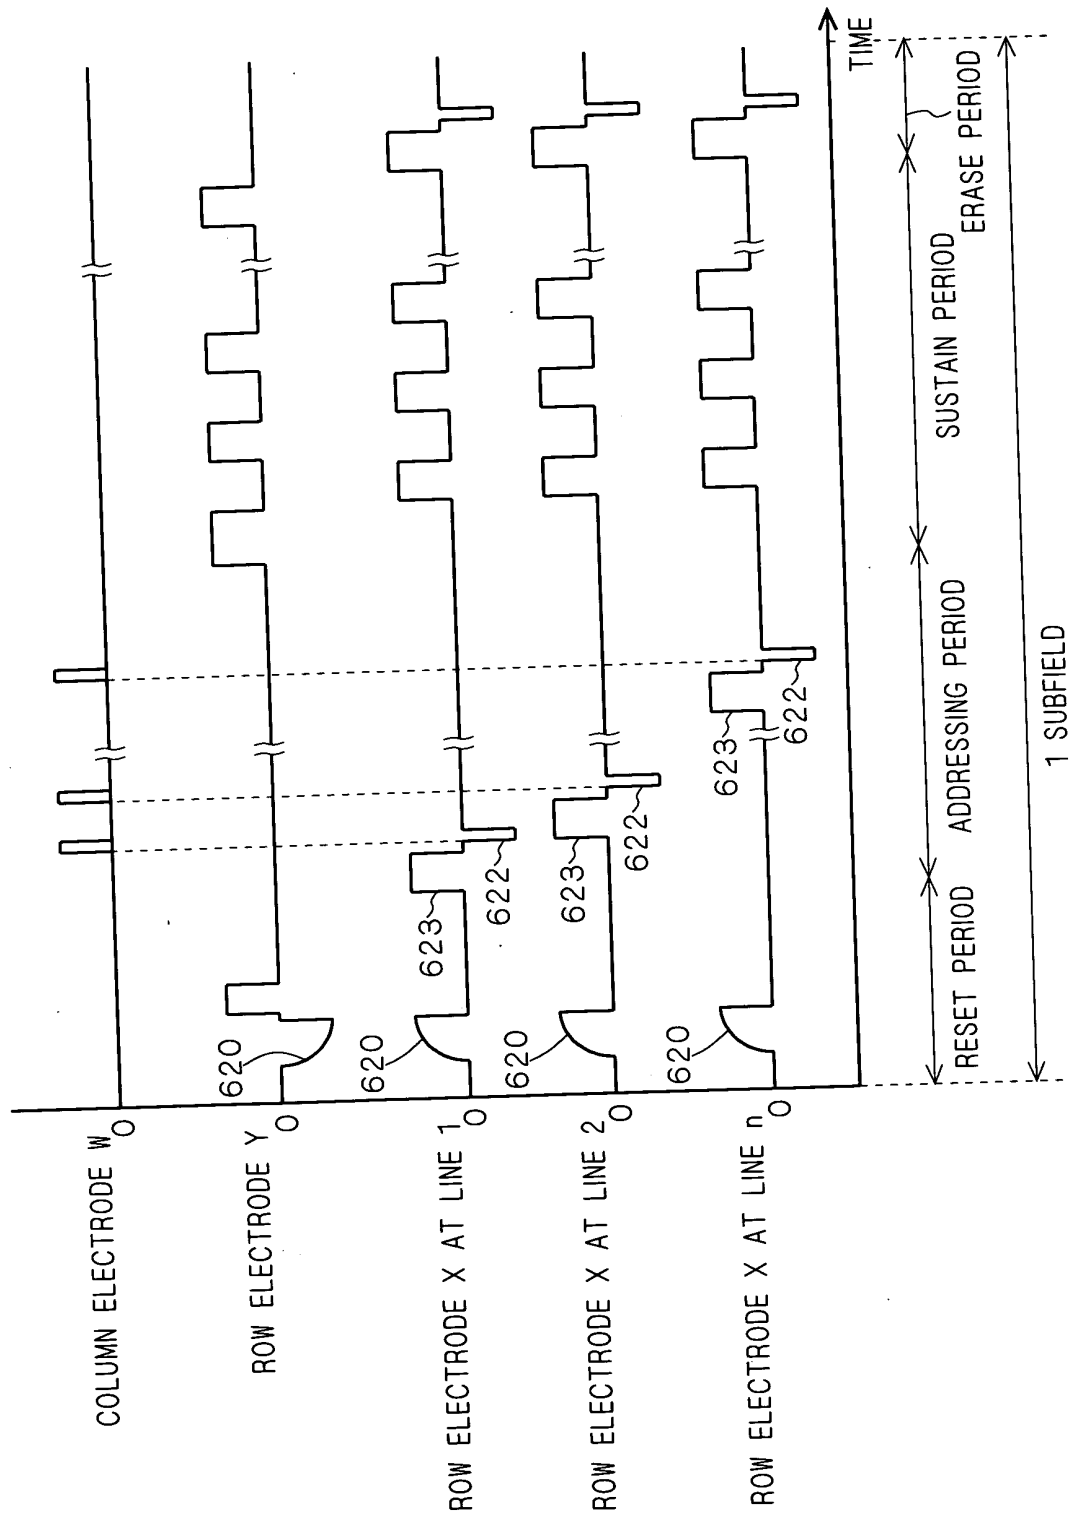 COLUMN ELECTRODE W
0
ROW ELECTRODE Y
0
620
ROW ELECTRODE X AT LINE 1
0
620
623
622
ROW ELECTRODE X AT LINE 2
0
620
623
622
ROW ELECTRODE X AT LINE n
0
620
623
622
TIME
RESET PERIOD
ADDRESSING PERIOD
SUSTAIN PERIOD
ERASE PERIOD
1 SUBFIELD